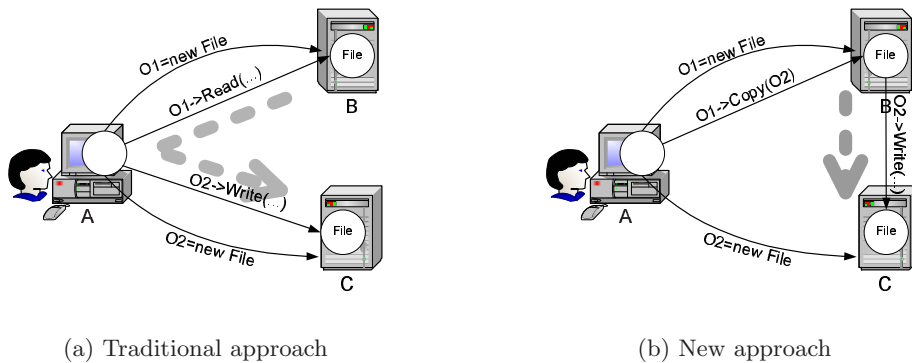 O1=new File
File
O1->Read(...)
B
A
O2->Write(...)
File
O2=new File
C
(a) Traditional approach
O1=new File
File
O1->Copy(O2)
B
O2->Write(...)
A
File
O2=new File
C
(b) New approach